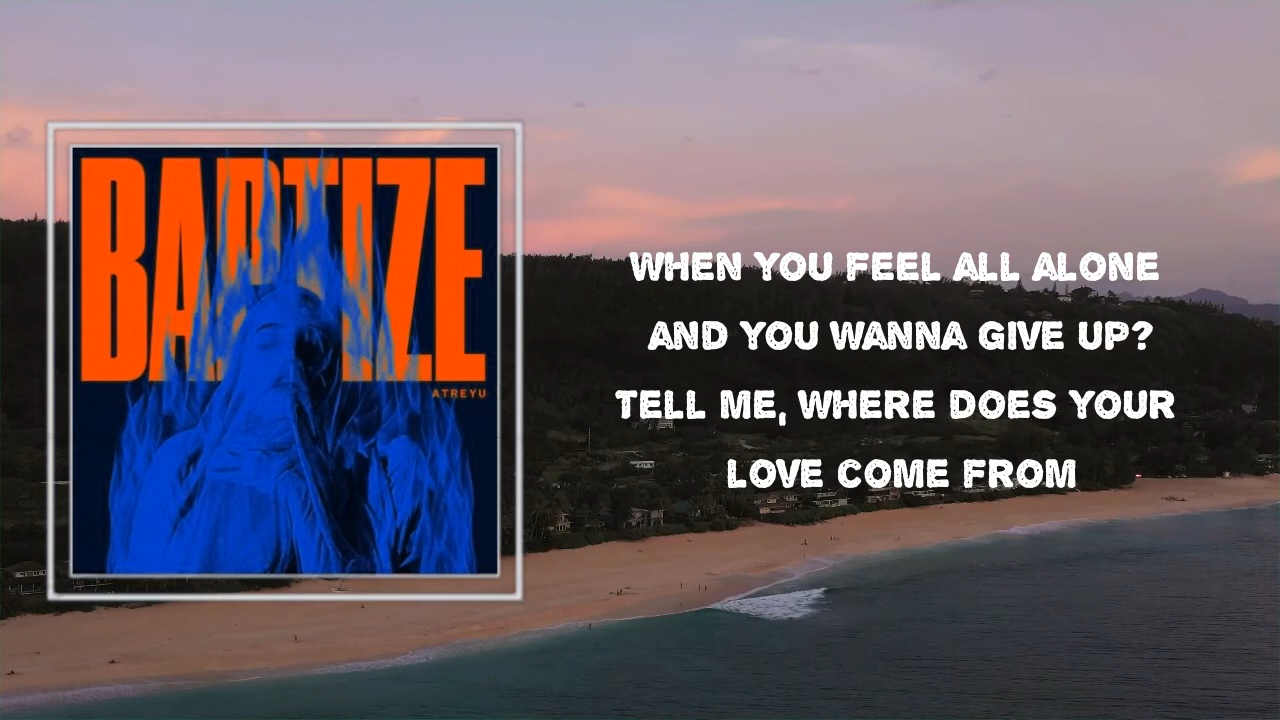 BAPTIZE
ATREYU
WHEN YOU FEEL ALL ALONE
AND YOU WANNA GIVE UP?
TELL ME, WHERE DOES YOUR
LOVE COME FROM